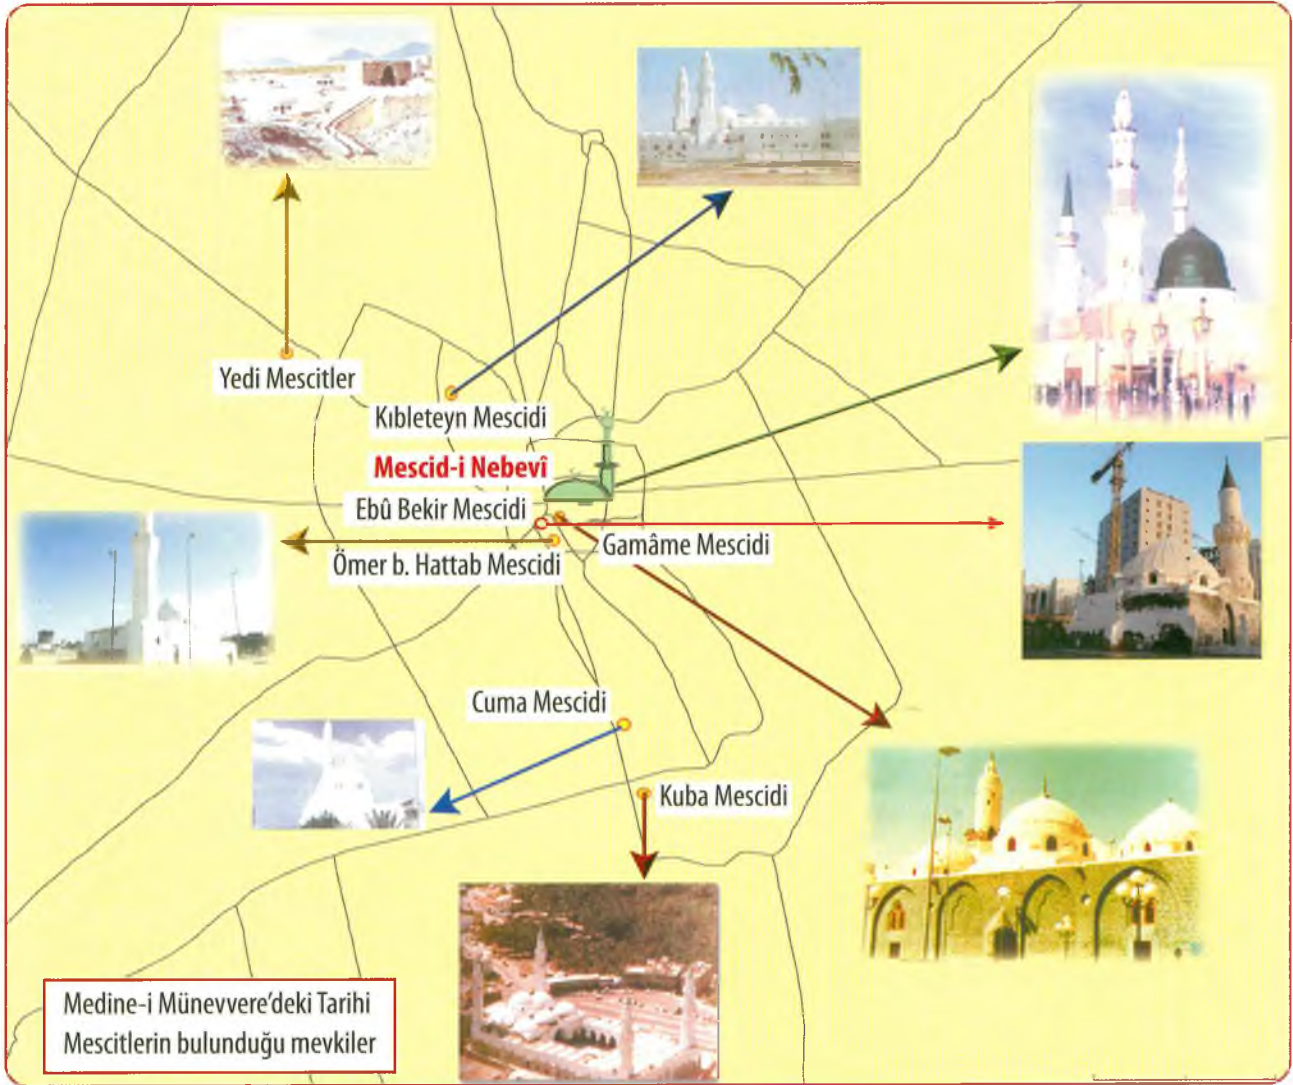 Yedi Mescitler
Kıbleteyn Mescidi
Mescid-i Nebevî
Ebû Bekir Mescidi
Gamâme Mescidi
Ömer b. Hattab Mescidi
Cuma Mescidi
Kuba Mescidi
Medine-i Münevvere'deki Tarihi
Mescitlerin bulunduğu mevkiler